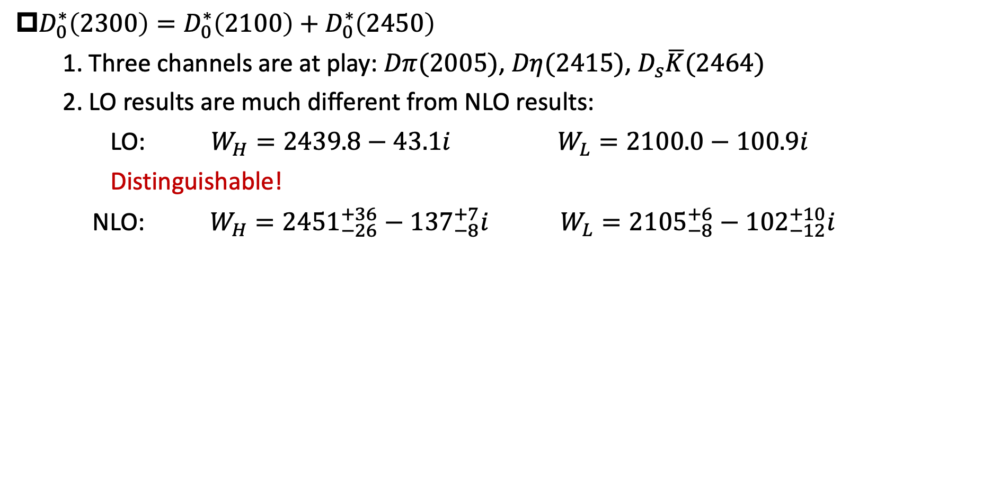 □ D₀*(2300) = D₀*(2100) + D₀*(2450)
1. Three channels are at play: Dπ(2005), Dη(2415), DₛK̅(2464)
2. LO results are much different from NLO results:
LO: W_H = 2439.8 − 43.1i W_L = 2100.0 − 100.9i
Distinguishable!
NLO: W_H = 2451^{+36}_{−26} − 137^{+7}_{−8}i W_L = 2105^{+6}_{−8} − 102^{+10}_{−12}i